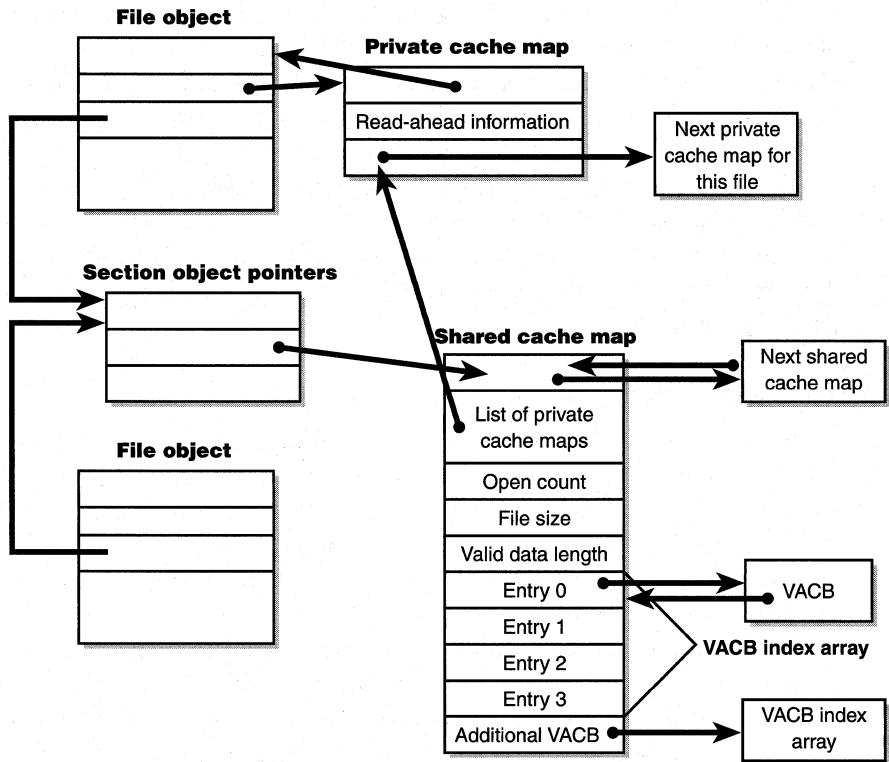 File object
Private cache map
Read-ahead information
Next private
cache map for
this file
Section object pointers
Shared cache map
Next shared
cache map
List of private
cache maps
File object
Open count
File size
Valid data length
Entry 0
VACB
Entry 1
VACB index array
Entry 2
Entry 3
Additional VACB
VACB index
array